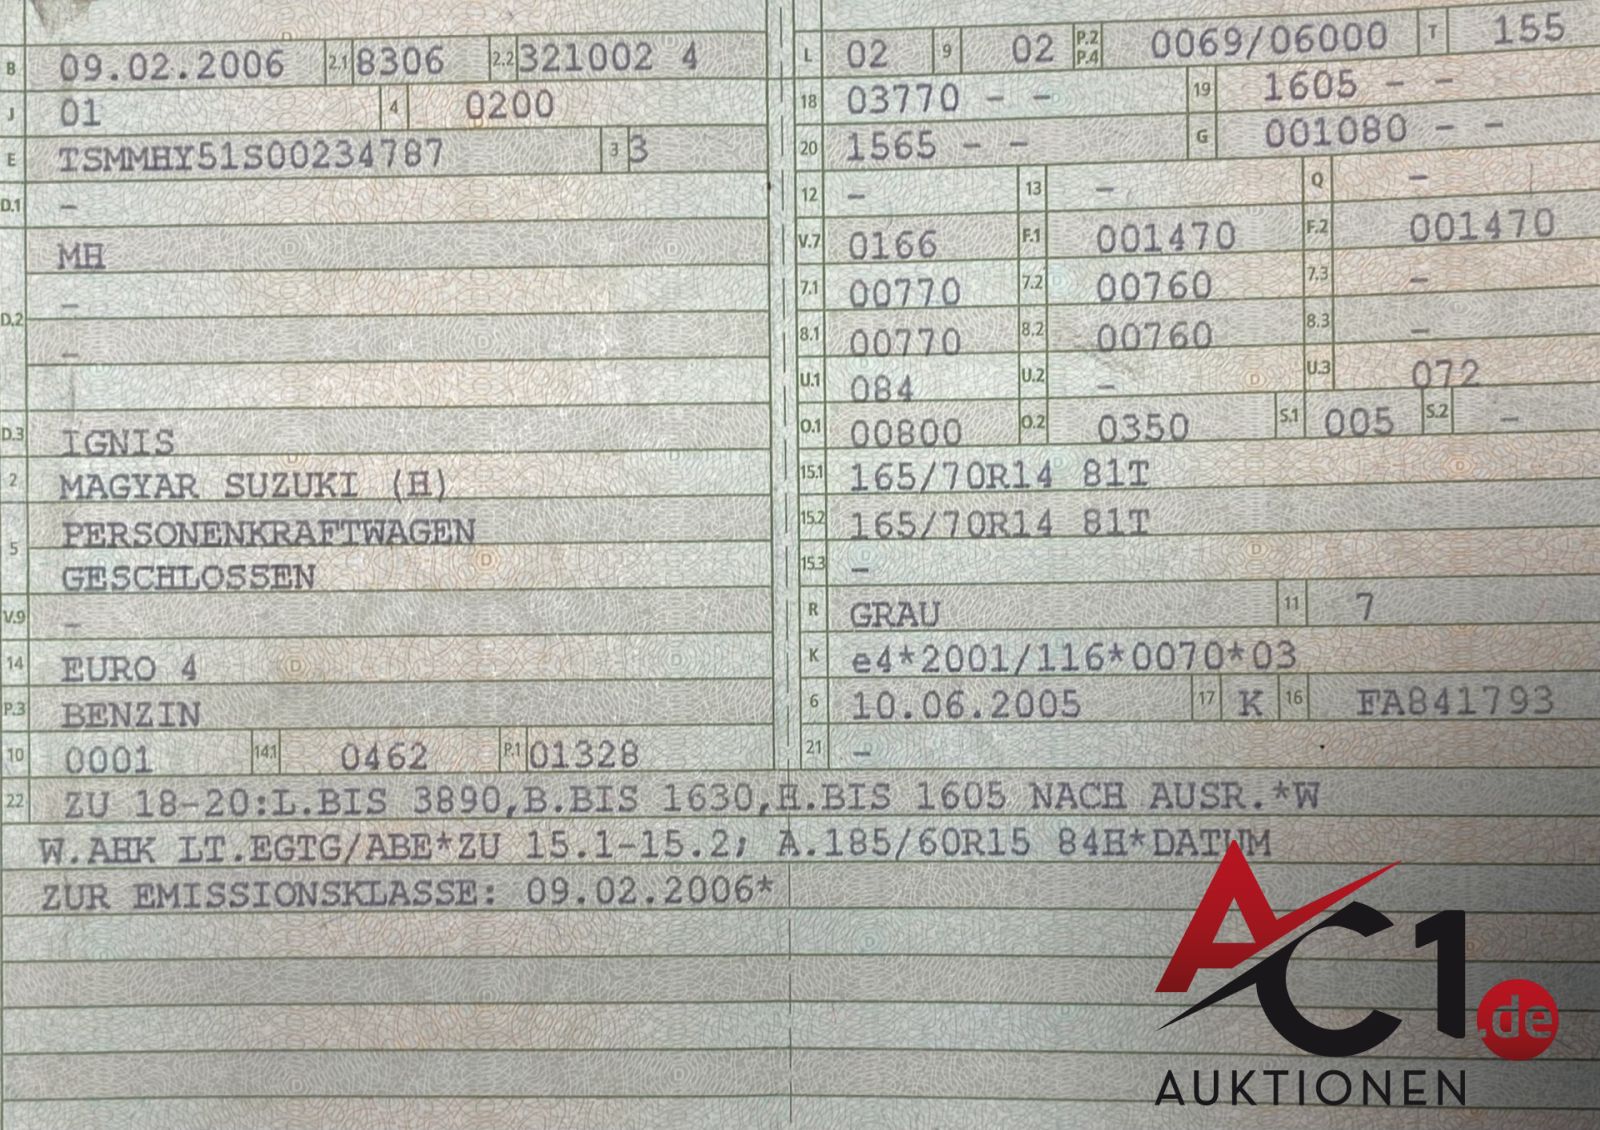 B 09.02.2006 2.1 8306 2.2 321002 4
J 01 4 0200
E TSMMHY51S00234787 3 3
D.1 –
MH
D.2 –
–
D.3 IGNIS
2 MAGYAR SUZUKI (H)
5 PERSONENKRAFTWAGEN
GESCHLOSSEN
V.9 –
14 EURO 4
P.3 BENZIN
10 0001 14.1 0462 P.1 01328
L 02 9 02 P.2 P.4 0069/06000 T 155
18 03770 – – 19 1605 – –
20 1565 – – G 001080 – –
12 – 13 – Q –
V.7 0166 F.1 001470 F.2 001470
7.1 00770 7.2 00760 7.3 –
8.1 00770 8.2 00760 8.3 –
U.1 084 U.2 – U.3 072
O.1 00800 O.2 0350 S.1 005 S.2 –
15.1 165/70R14 81T
15.2 165/70R14 81T
15.3 –
R GRAU 11 7
K e4*2001/116*0070*03
6 10.06.2005 17 K 16 FA841793
21 –
22 ZU 18-20:L.BIS 3890,B.BIS 1630,H.BIS 1605 NACH AUSR.*W
W.AHK LT.EGTG/ABE*ZU 15.1-15.2; A.185/60R15 84H*DATUM
ZUR EMISSIONSKLASSE: 09.02.2006*
AC1.de
AUKTIONEN